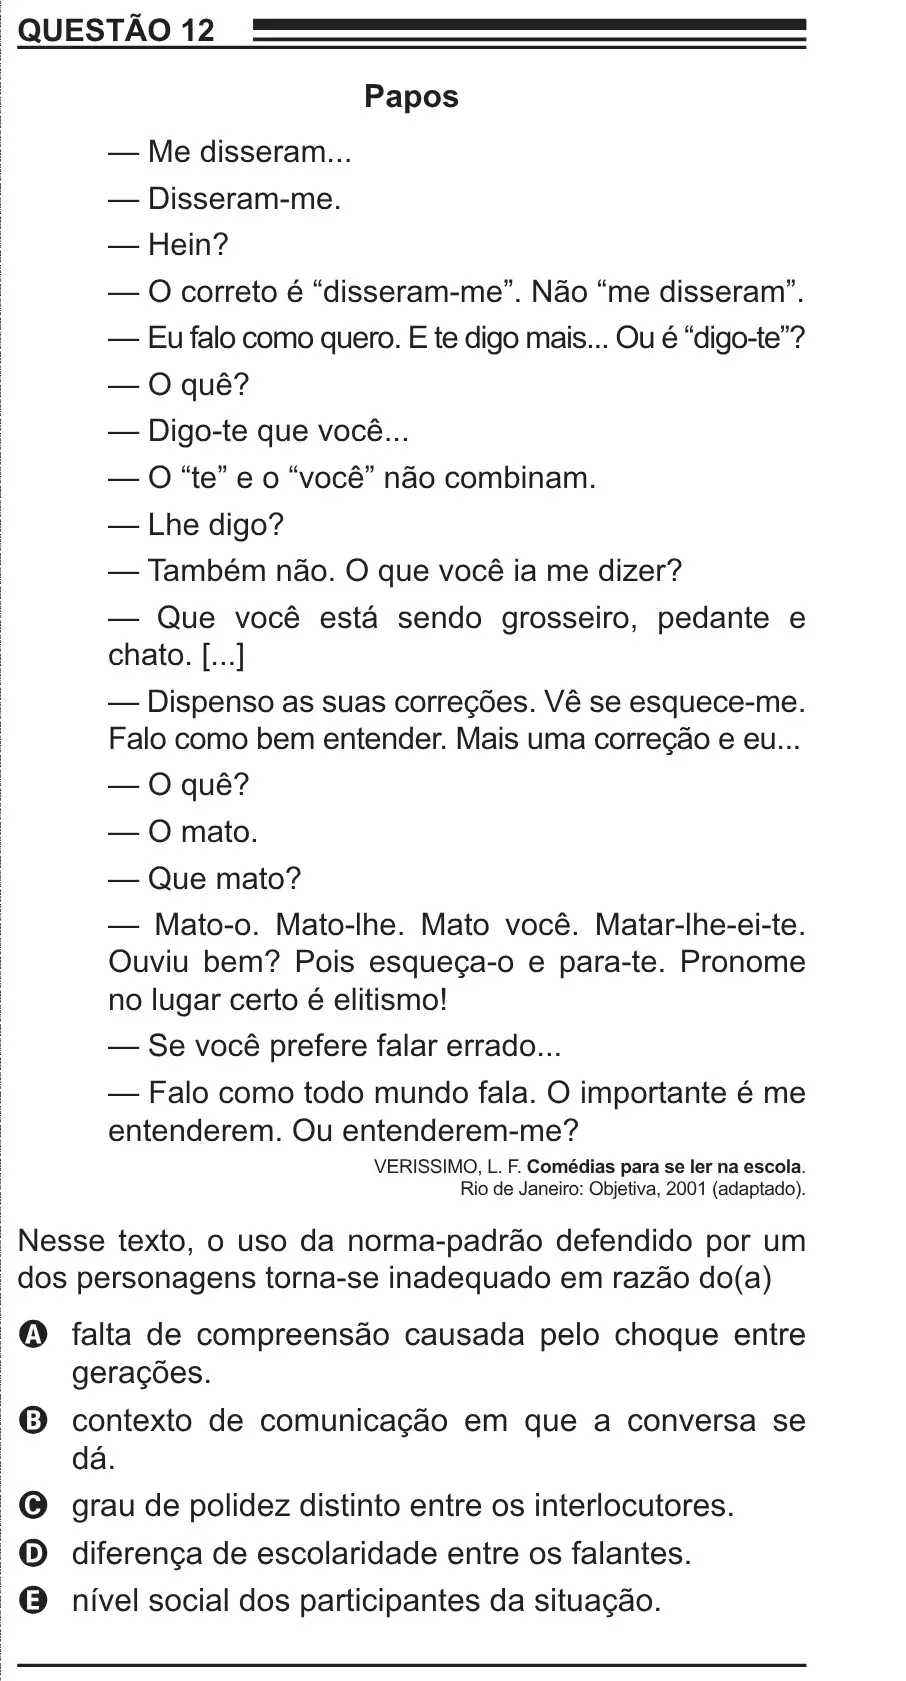 QUESTÃO 12
Papos
— Me disseram...
— Disseram-me.
— Hein?
— O correto é “disseram-me”. Não “me disseram”.
— Eu falo como quero. E te digo mais... Ou é “digo-te”?
— O quê?
— Digo-te que você...
— O “te” e o “você” não combinam.
— Lhe digo?
— Também não. O que você ia me dizer?
— Que você está sendo grosseiro, pedante e
chato. [...]
— Dispenso as suas correções. Vê se esquece-me.
Falo como bem entender. Mais uma correção e eu...
— O quê?
— O mato.
— Que mato?
— Mato-o. Mato-lhe. Mato você. Matar-lhe-ei-te.
Ouviu bem? Pois esqueça-o e para-te. Pronome
no lugar certo é elitismo!
— Se você prefere falar errado...
— Falo como todo mundo fala. O importante é me
entenderem. Ou entenderem-me?
VERISSIMO, L. F. Comédias para se ler na escola.
Rio de Janeiro: Objetiva, 2001 (adaptado).
Nesse texto, o uso da norma-padrão defendido por um
dos personagens torna-se inadequado em razão do(a)
A falta de compreensão causada pelo choque entre
gerações.
B contexto de comunicação em que a conversa se
dá.
C grau de polidez distinto entre os interlocutores.
D diferença de escolaridade entre os falantes.
E nível social dos participantes da situação.